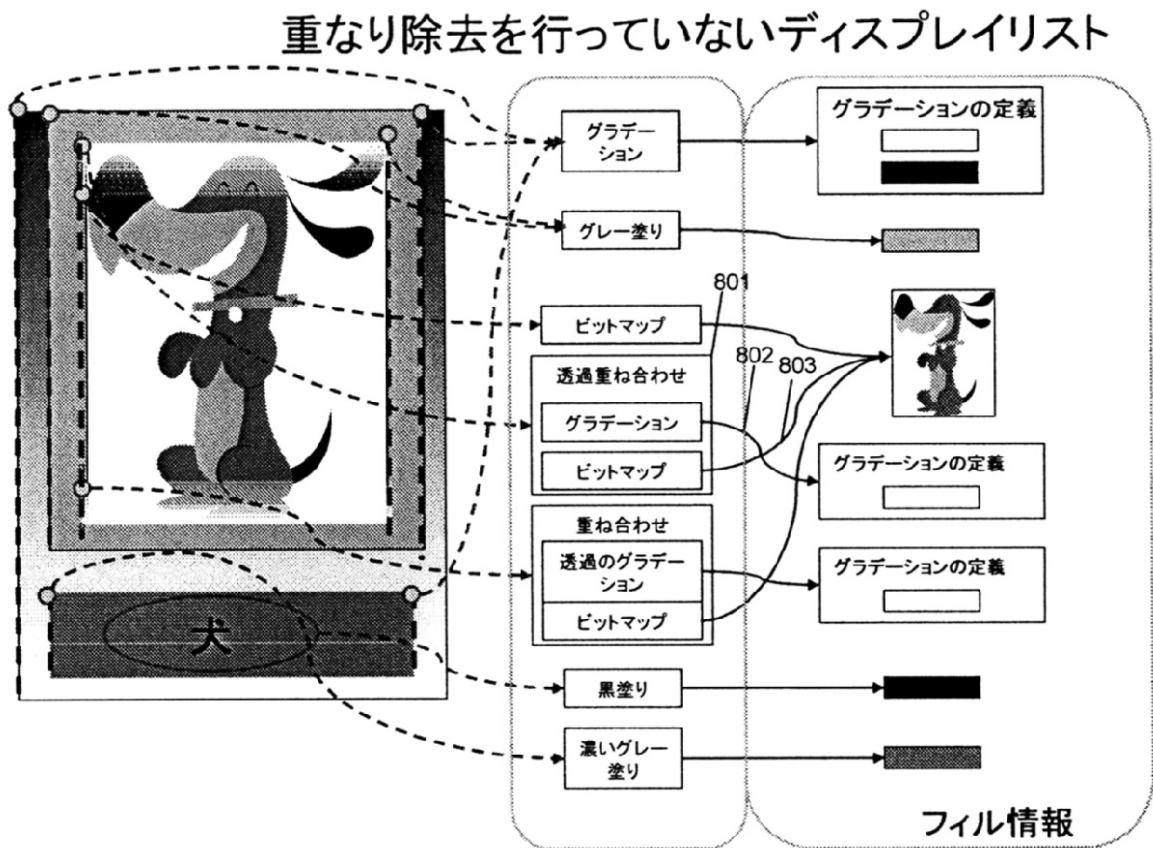 重なり除去を行っていないディスプレイリスト
グラデー
ション
グラデーションの定義
グレー塗り
801
ビットマップ
802
803
透過重ね合わせ
グラデーション
ビットマップ
グラデーションの定義
重ね合わせ
透過のグラデー
ション
ビットマップ
グラデーションの定義
犬
黒塗り
濃いグレー
塗り
フィル情報